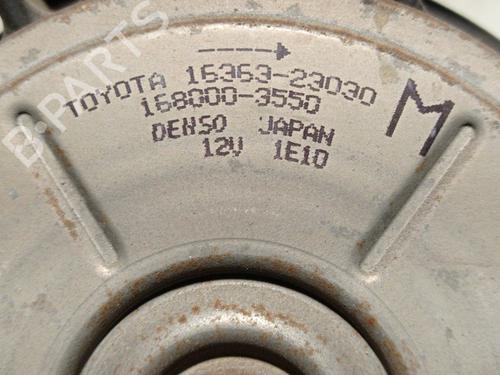 TOYOTA 16363-23030
168000-3550
M
DENSO JAPAN
12V 1E10
B-PARTS